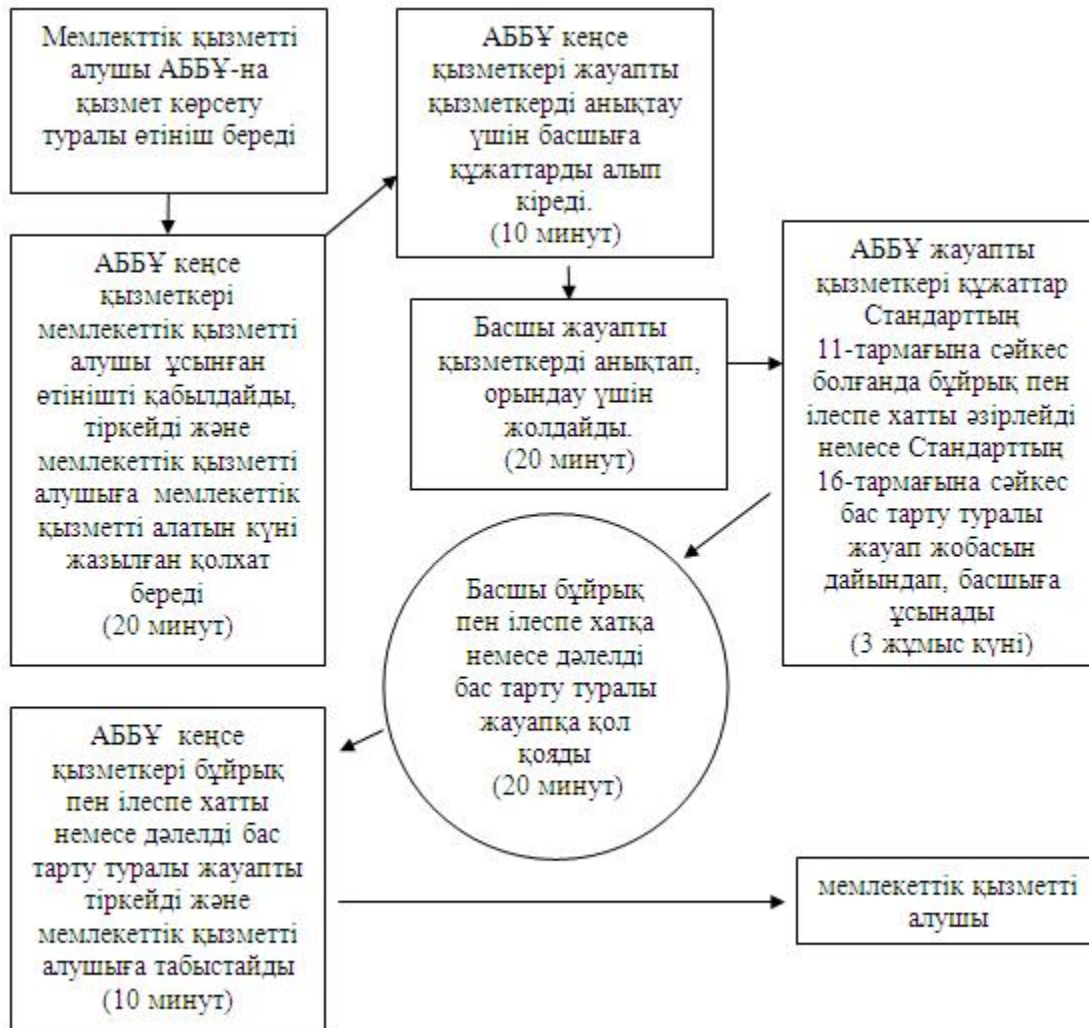 Мемлекттік қызметті
алушы АББҰ-на
қызмет көрсету
туралы өтініш береді
АББҰ кеңсе
қызметкері
мемлекеттік қызметті
алушы ұсынған
өтінішті қабылдайды,
тіркейді және
мемлекеттік қызметті
алушыға мемлекеттік
қызметті алатын күні
жазылған қолхат
береді
(20 минут)
АББҰ кеңсе
қызметкері жауапты
қызметкерді анықтау
үшін басшыға
құжаттарды алып
кіреді.
(10 минут)
Басшы жауапты
қызметкерді анықтап,
орындау үшін
жолдайды.
(20 минут)
АББҰ жауапты
қызметкері құжаттар
Стандарттың
11-тармағына сәйкес
болғанда бұйрық пен
ілеспе хатты әзірлейді
немесе Стандарттың
16-тармағына сәйкес
бас тарту туралы
жауап жобасын
дайындап, басшыға
ұсынады
(3 жұмыс күні)
Басшы бұйрық
пен ілеспе хатқа
немесе дәлелді
бас тарту туралы
жауапқа қол
қояды
(20 минут)
АББҰ кеңсе
қызметкері бұйрық
пен ілеспе хатты
немесе дәлелді бас
тарту туралы жауапты
тіркейді және
мемлекеттік қызметті
алушыға табыстайды
(10 минут)
мемлекеттік қызметті
алушы